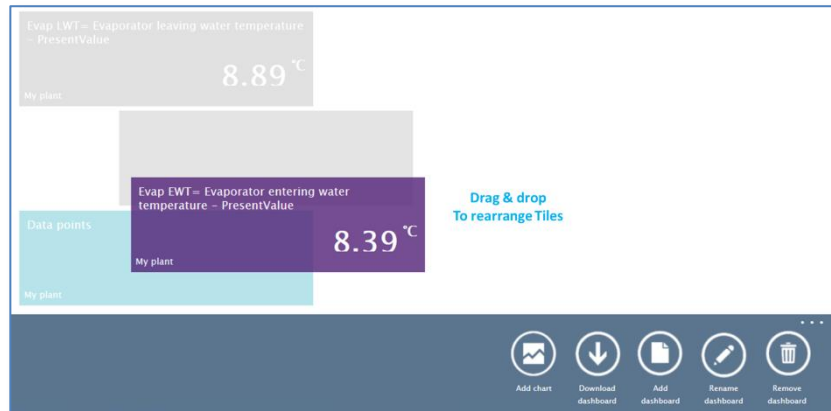 Evap LWT= Evaporator leaving water temperature
- PresentValue
8.89 °C
My plant
Evap EWT= Evaporator entering water
temperature - PresentValue
8.39 °C
My plant
Drag & drop
To rearrange Tiles
Data points
My plant
...
Add chart
Download
dashboard
Add
dashboard
Rename
dashboard
Remove
dashboard